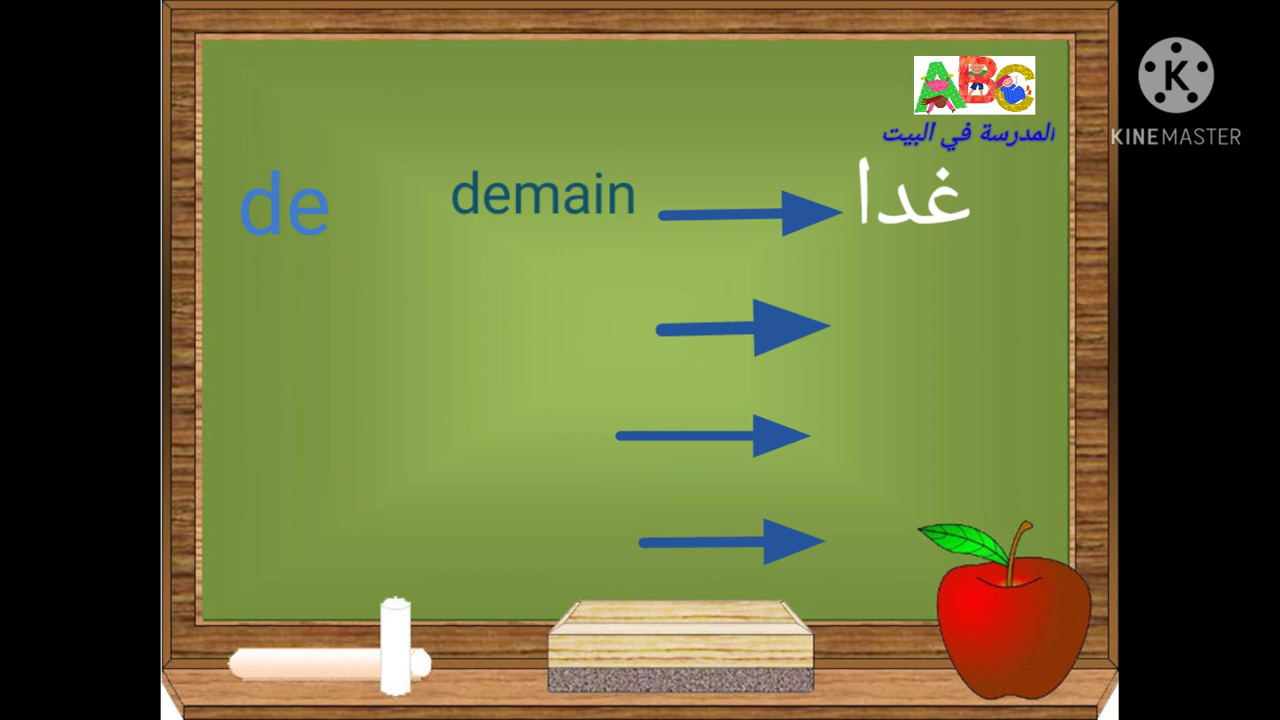 ABC
المدرسة في البيت
KINEMASTER
de demain غدا